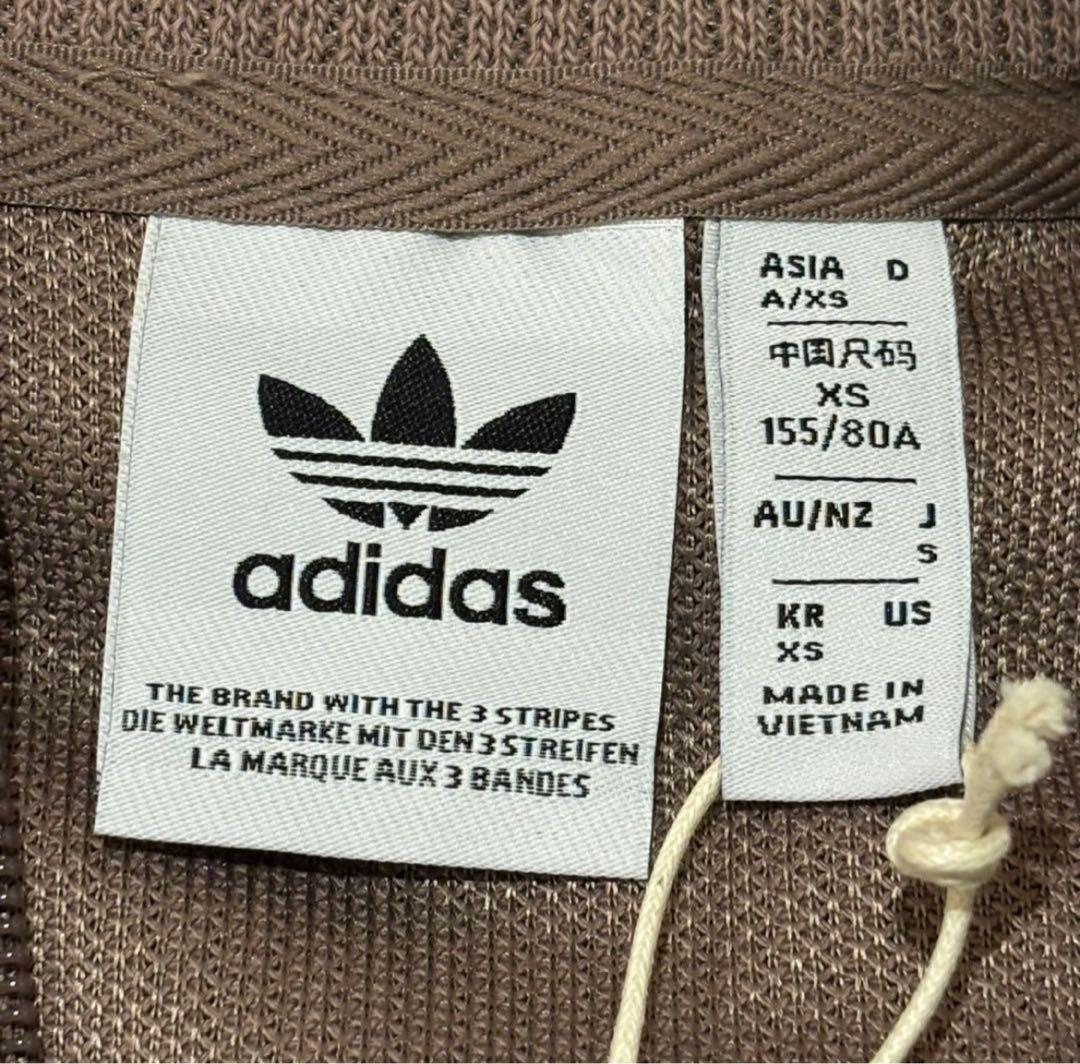 adidas
THE BRAND WITH THE 3 STRIPES
DIE WELTMARKE MIT DEN 3 STREIFEN
LA MARQUE AUX 3 BANDES
ASIA D
A/XS
中国尺码
XS
155/80A
AU/NZ J
S
KR US
XS
MADE IN
VIETNAM